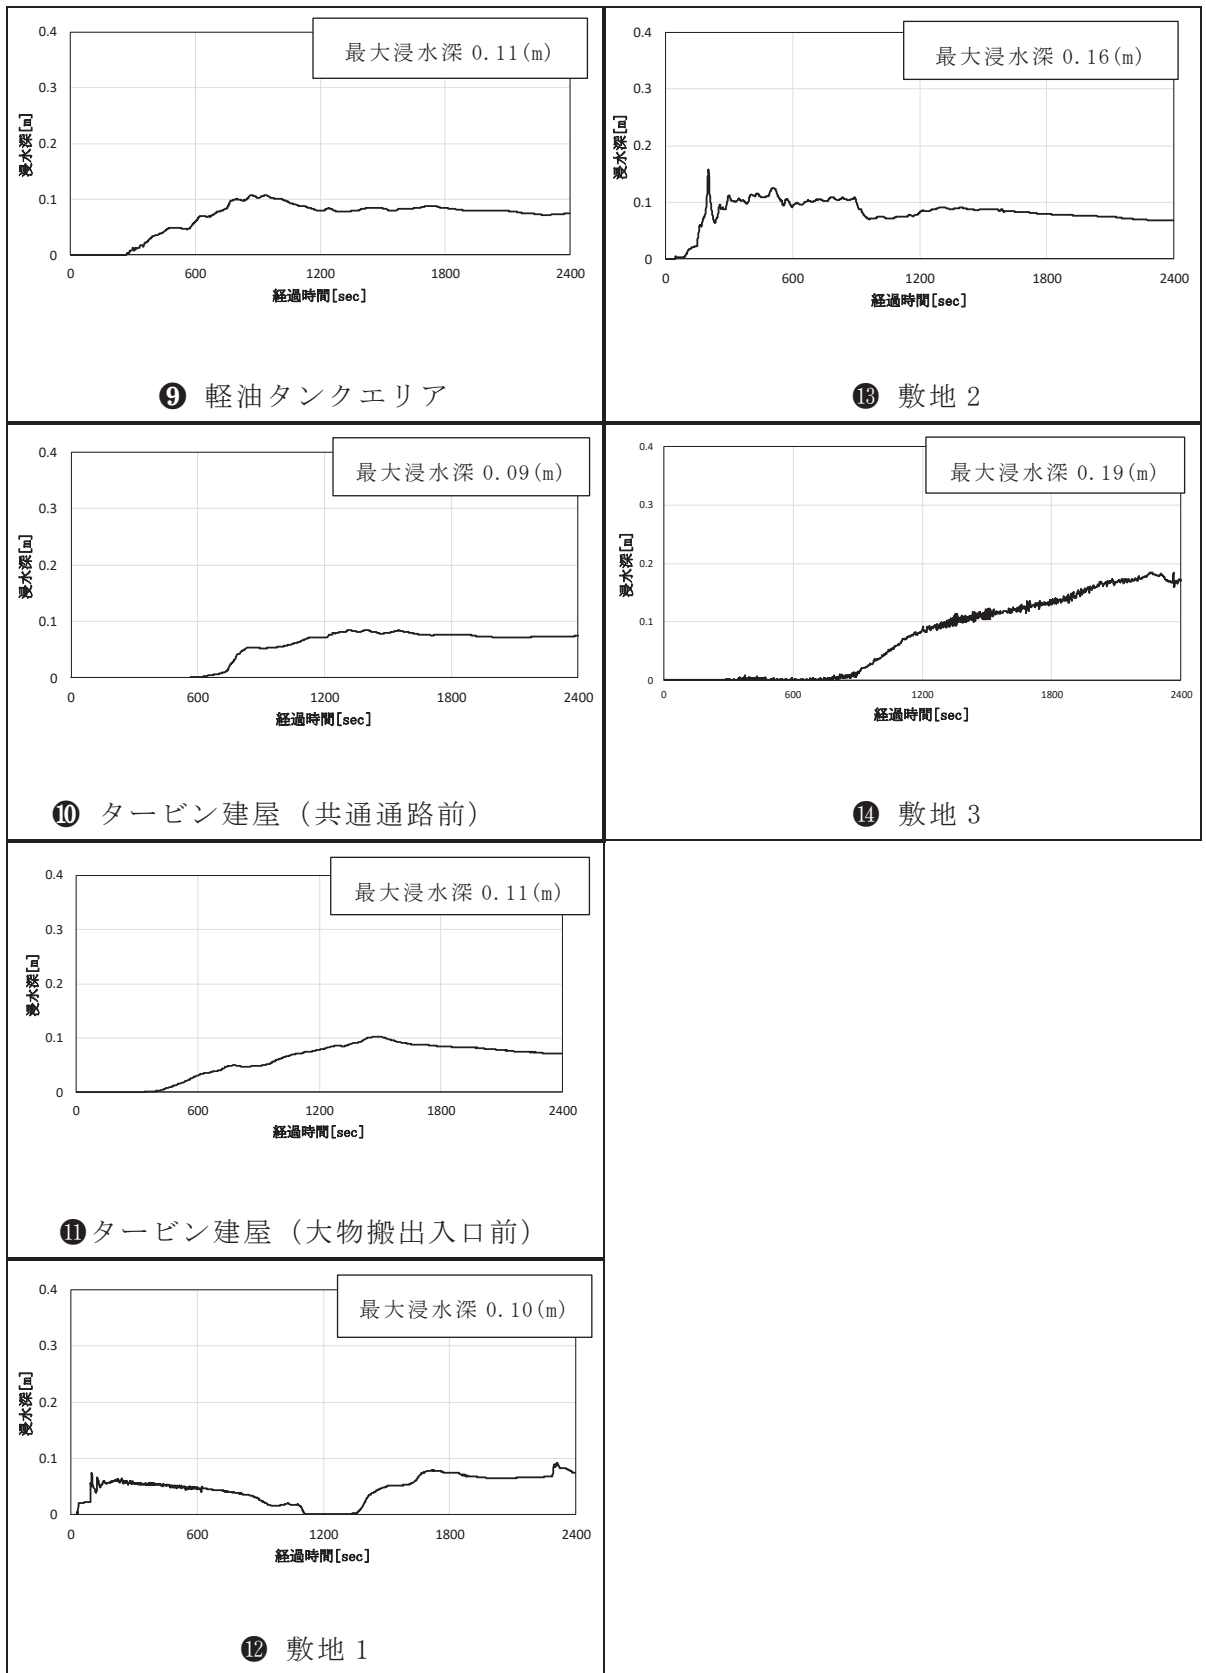 最大浸水深 0.11(m)
0.4
0.3
0.2
0.1
0
浸水深[m]
0
600
1200
1800
2400
経過時間[sec]
❾ 軽油タンクエリア
最大浸水深 0.09(m)
0.4
0.3
0.2
0.1
0
浸水深[m]
0
600
1200
1800
2400
経過時間[sec]
❿ タービン建屋（共通通路前）
最大浸水深 0.11(m)
0.4
0.3
0.2
0.1
0
浸水深[m]
0
600
1200
1800
2400
経過時間[sec]
⓫タービン建屋（大物搬出入口前）
最大浸水深 0.10(m)
0.4
0.3
0.2
0.1
0
浸水深[m]
0
600
1200
1800
2400
経過時間[sec]
⓬ 敷地 1
最大浸水深 0.16(m)
0.4
0.3
0.2
0.1
0
浸水深[m]
0
600
1200
1800
2400
経過時間[sec]
⓭ 敷地 2
最大浸水深 0.19(m)
0.4
0.3
0.2
0.1
0
浸水深[m]
0
600
1200
1800
2400
経過時間[sec]
⓮ 敷地 3